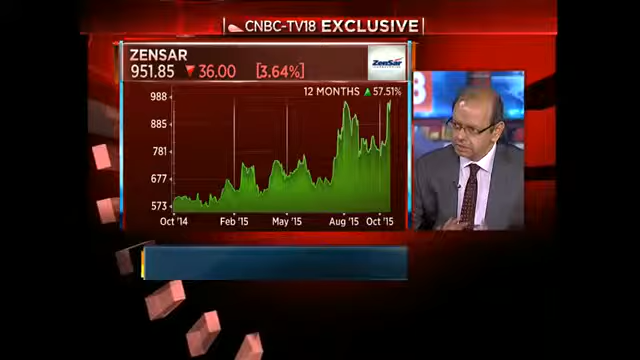 CNBC-TV18 EXCLUSIVE
ZENSAR
951.85 ▼36.00 [3.64%]
ZenSar
12 MONTHS ▲57.51%
988
885
781
677
573
Oct '14 Feb '15 May '15 Aug '15 Oct '15
8